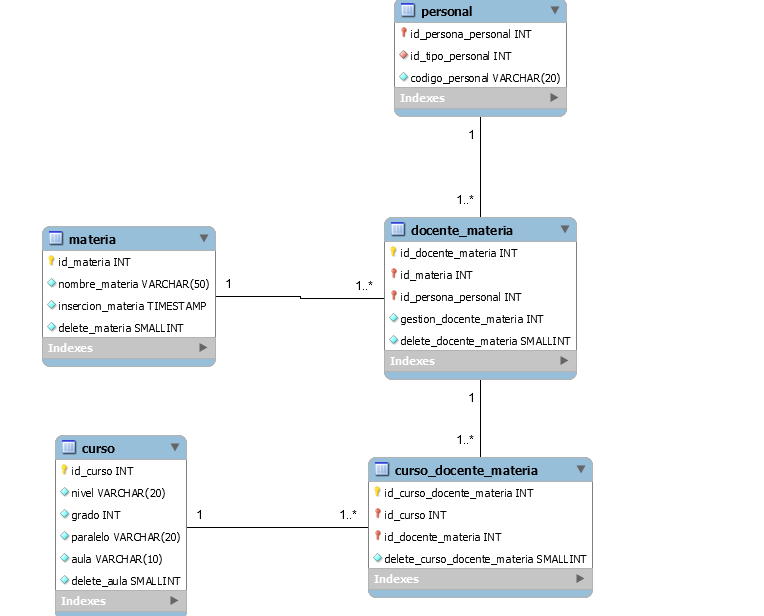 personal
id_persona_personal INT
id_tipo_personal INT
codigo_personal VARCHAR(20)
Indexes
1
1..*
materia
id_materia INT
nombre_materia VARCHAR(50)
insercion_materia TIMESTAMP
delete_materia SMALLINT
Indexes
1
1..*
docente_materia
id_docente_materia INT
id_materia INT
id_persona_personal INT
gestion_docente_materia INT
delete_docente_materia SMALLINT
Indexes
1
1..*
curso
id_curso INT
nivel VARCHAR(20)
grado INT
paralelo VARCHAR(20)
aula VARCHAR(10)
delete_aula SMALLINT
Indexes
1
1..*
curso_docente_materia
id_curso_docente_materia INT
id_curso INT
id_docente_materia INT
delete_curso_docente_materia SMALLINT
Indexes